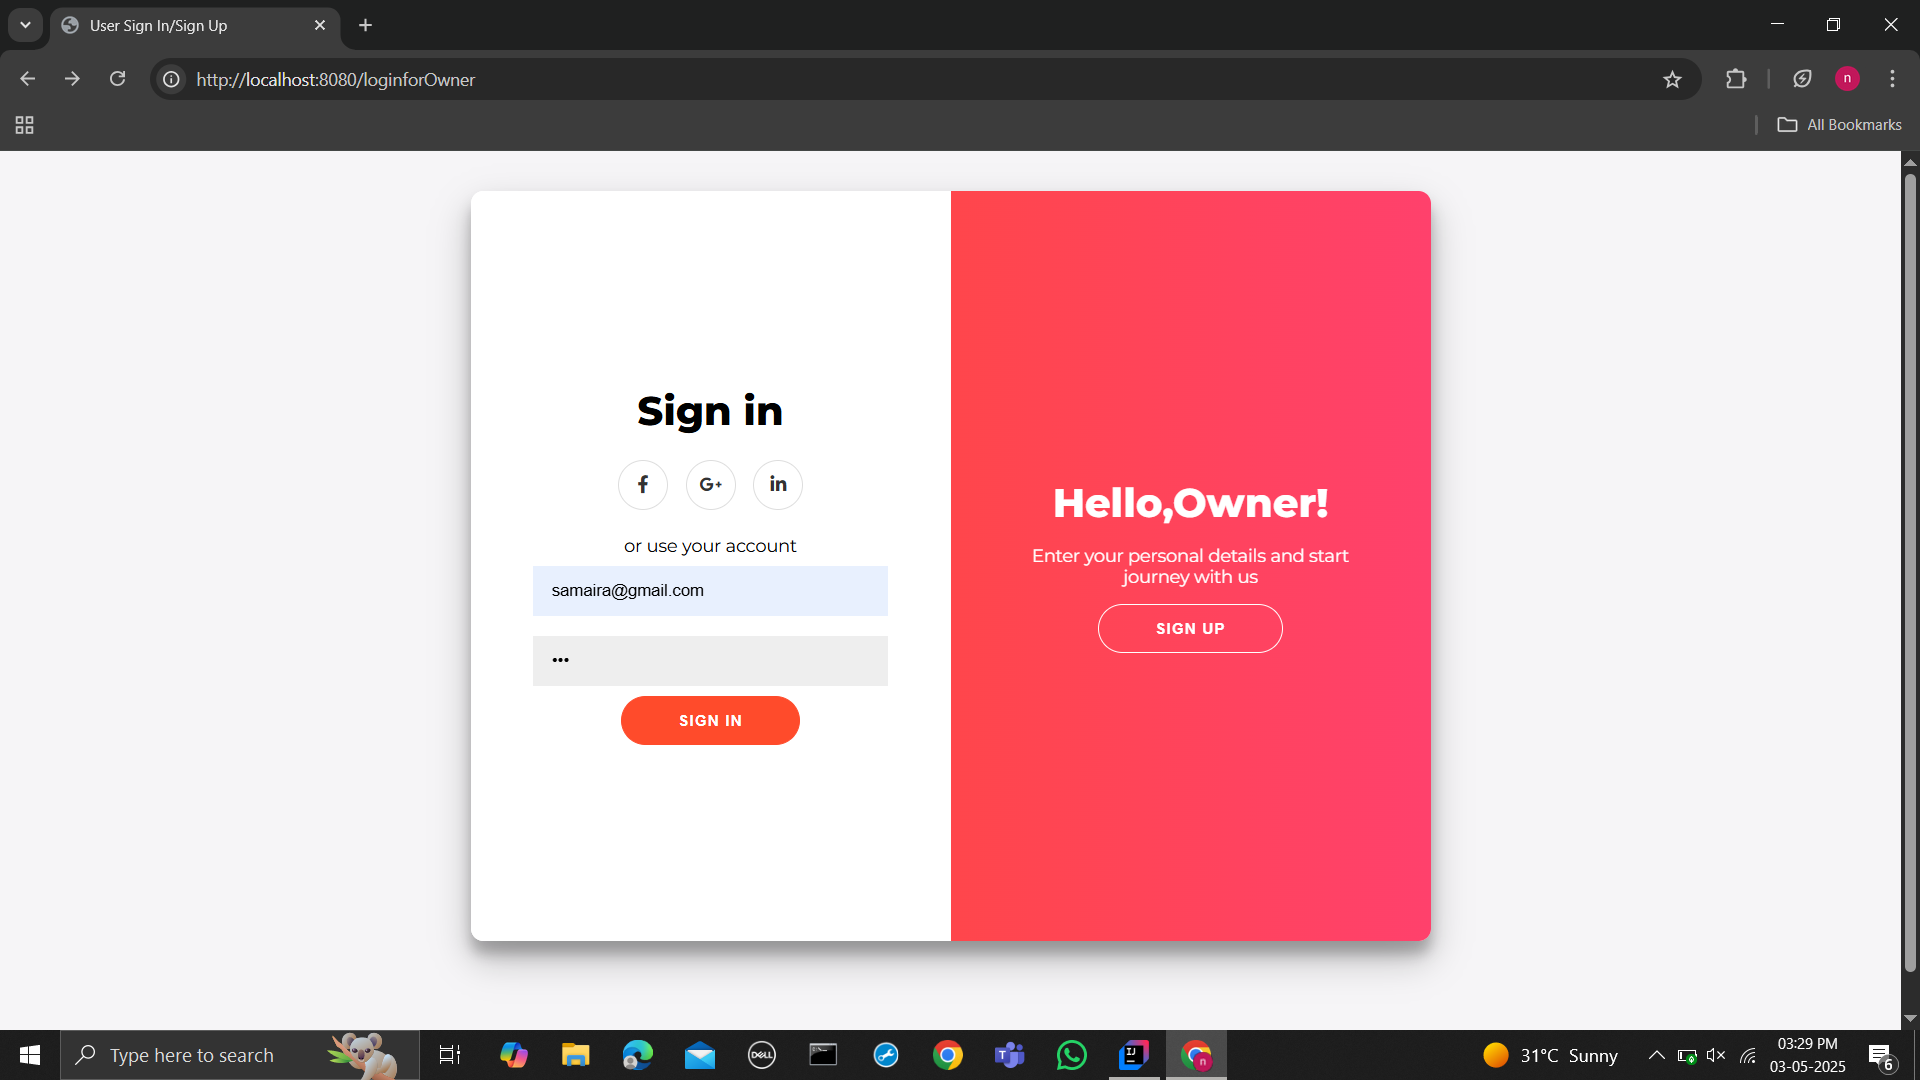 User Sign In/Sign Up
http://localhost:8080/loginforOwner
n
All Bookmarks
Sign in
f
G+
in
or use your account
samaira@gmail.com
•••
SIGN IN
Hello,Owner!
Enter your personal details and start
journey with us
SIGN UP
Type here to search
DELL
T
IJ
n
31°C Sunny
03:29 PM
03-05-2025
6